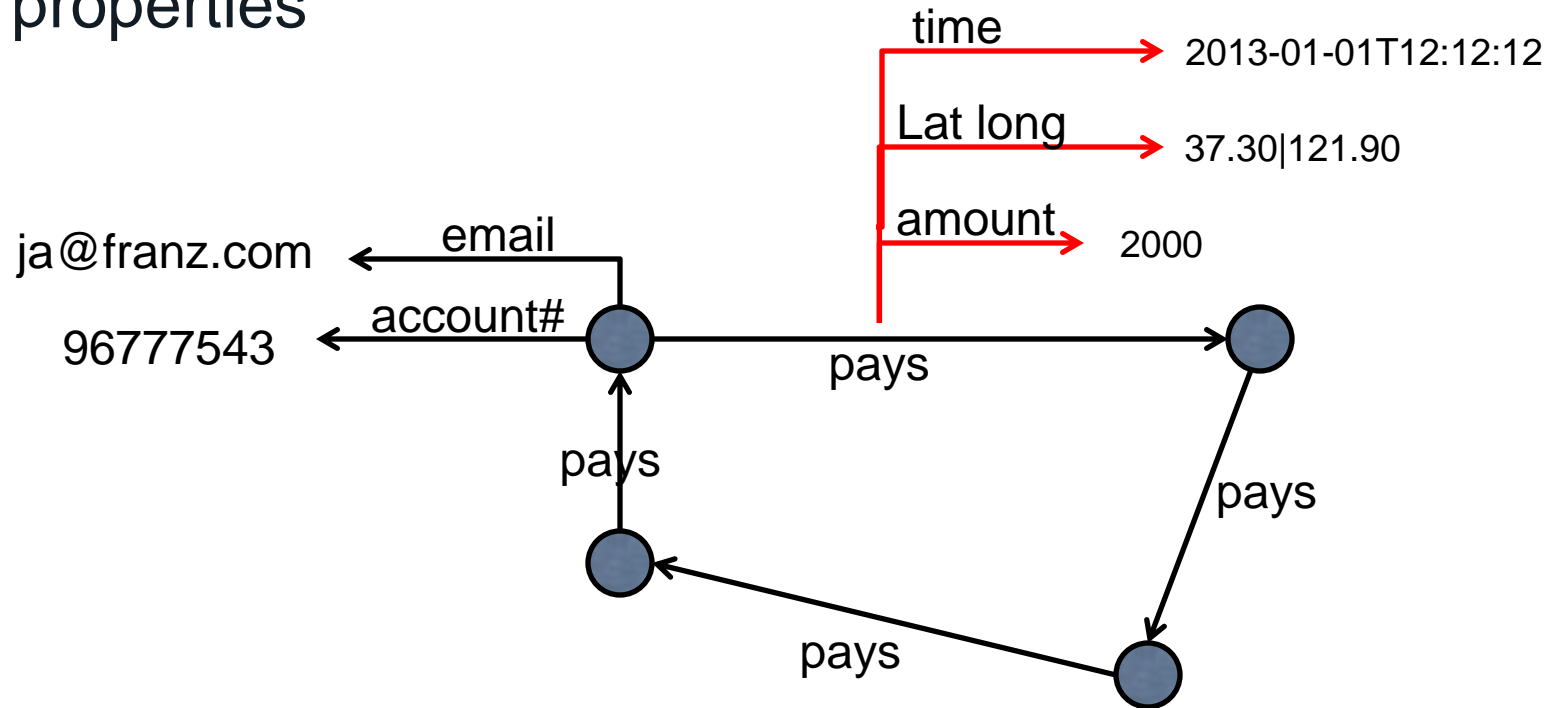 properties
time
2013-01-01T12:12:12
Lat long
37.30|121.90
amount
2000
ja@franz.com
email
account#
96777543
pays
pays
pays
pays